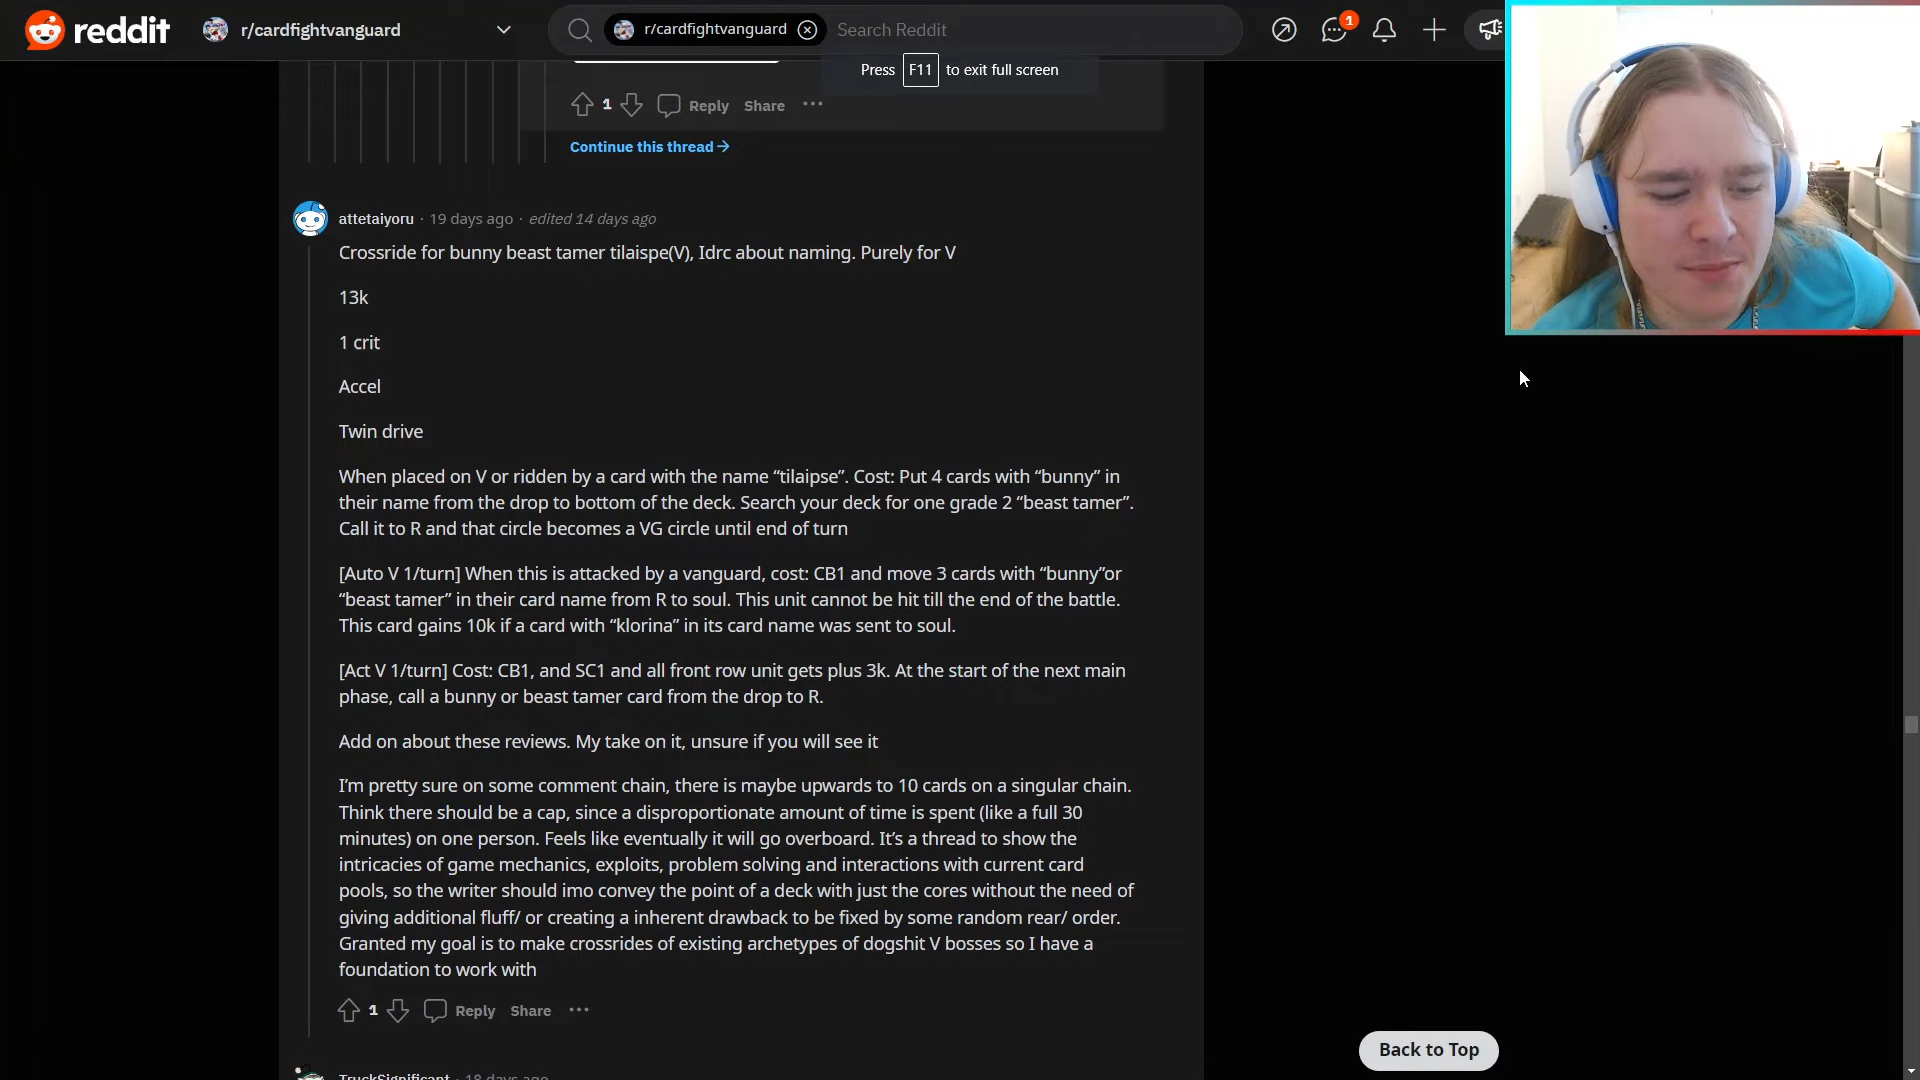 reddit
r/cardfightvanguard
r/cardfightvanguard
Search Reddit
1
Press F11 to exit full screen
1
Reply
Share
Continue this thread
attetaiyoru · 19 days ago · edited 14 days ago
Crossride for bunny beast tamer tilaispe(V), Idrc about naming. Purely for V
13k
1 crit
Accel
Twin drive
When placed on V or ridden by a card with the name “tilaipse”. Cost: Put 4 cards with “bunny” in
their name from the drop to bottom of the deck. Search your deck for one grade 2 “beast tamer”.
Call it to R and that circle becomes a VG circle until end of turn
[Auto V 1/turn] When this is attacked by a vanguard, cost: CB1 and move 3 cards with “bunny”or
“beast tamer” in their card name from R to soul. This unit cannot be hit till the end of the battle.
This card gains 10k if a card with “klorina” in its card name was sent to soul.
[Act V 1/turn] Cost: CB1, and SC1 and all front row unit gets plus 3k. At the start of the next main
phase, call a bunny or beast tamer card from the drop to R.
Add on about these reviews. My take on it, unsure if you will see it
I’m pretty sure on some comment chain, there is maybe upwards to 10 cards on a singular chain.
Think there should be a cap, since a disproportionate amount of time is spent (like a full 30
minutes) on one person. Feels like eventually it will go overboard. It’s a thread to show the
intricacies of game mechanics, exploits, problem solving and interactions with current card
pools, so the writer should imo convey the point of a deck with just the cores without the need of
giving additional fluff/ or creating a inherent drawback to be fixed by some random rear/ order.
Granted my goal is to make crossrides of existing archetypes of dogshit V bosses so I have a
foundation to work with
1
Reply
Share
Back to Top
TruckSignificant · 18 days ago